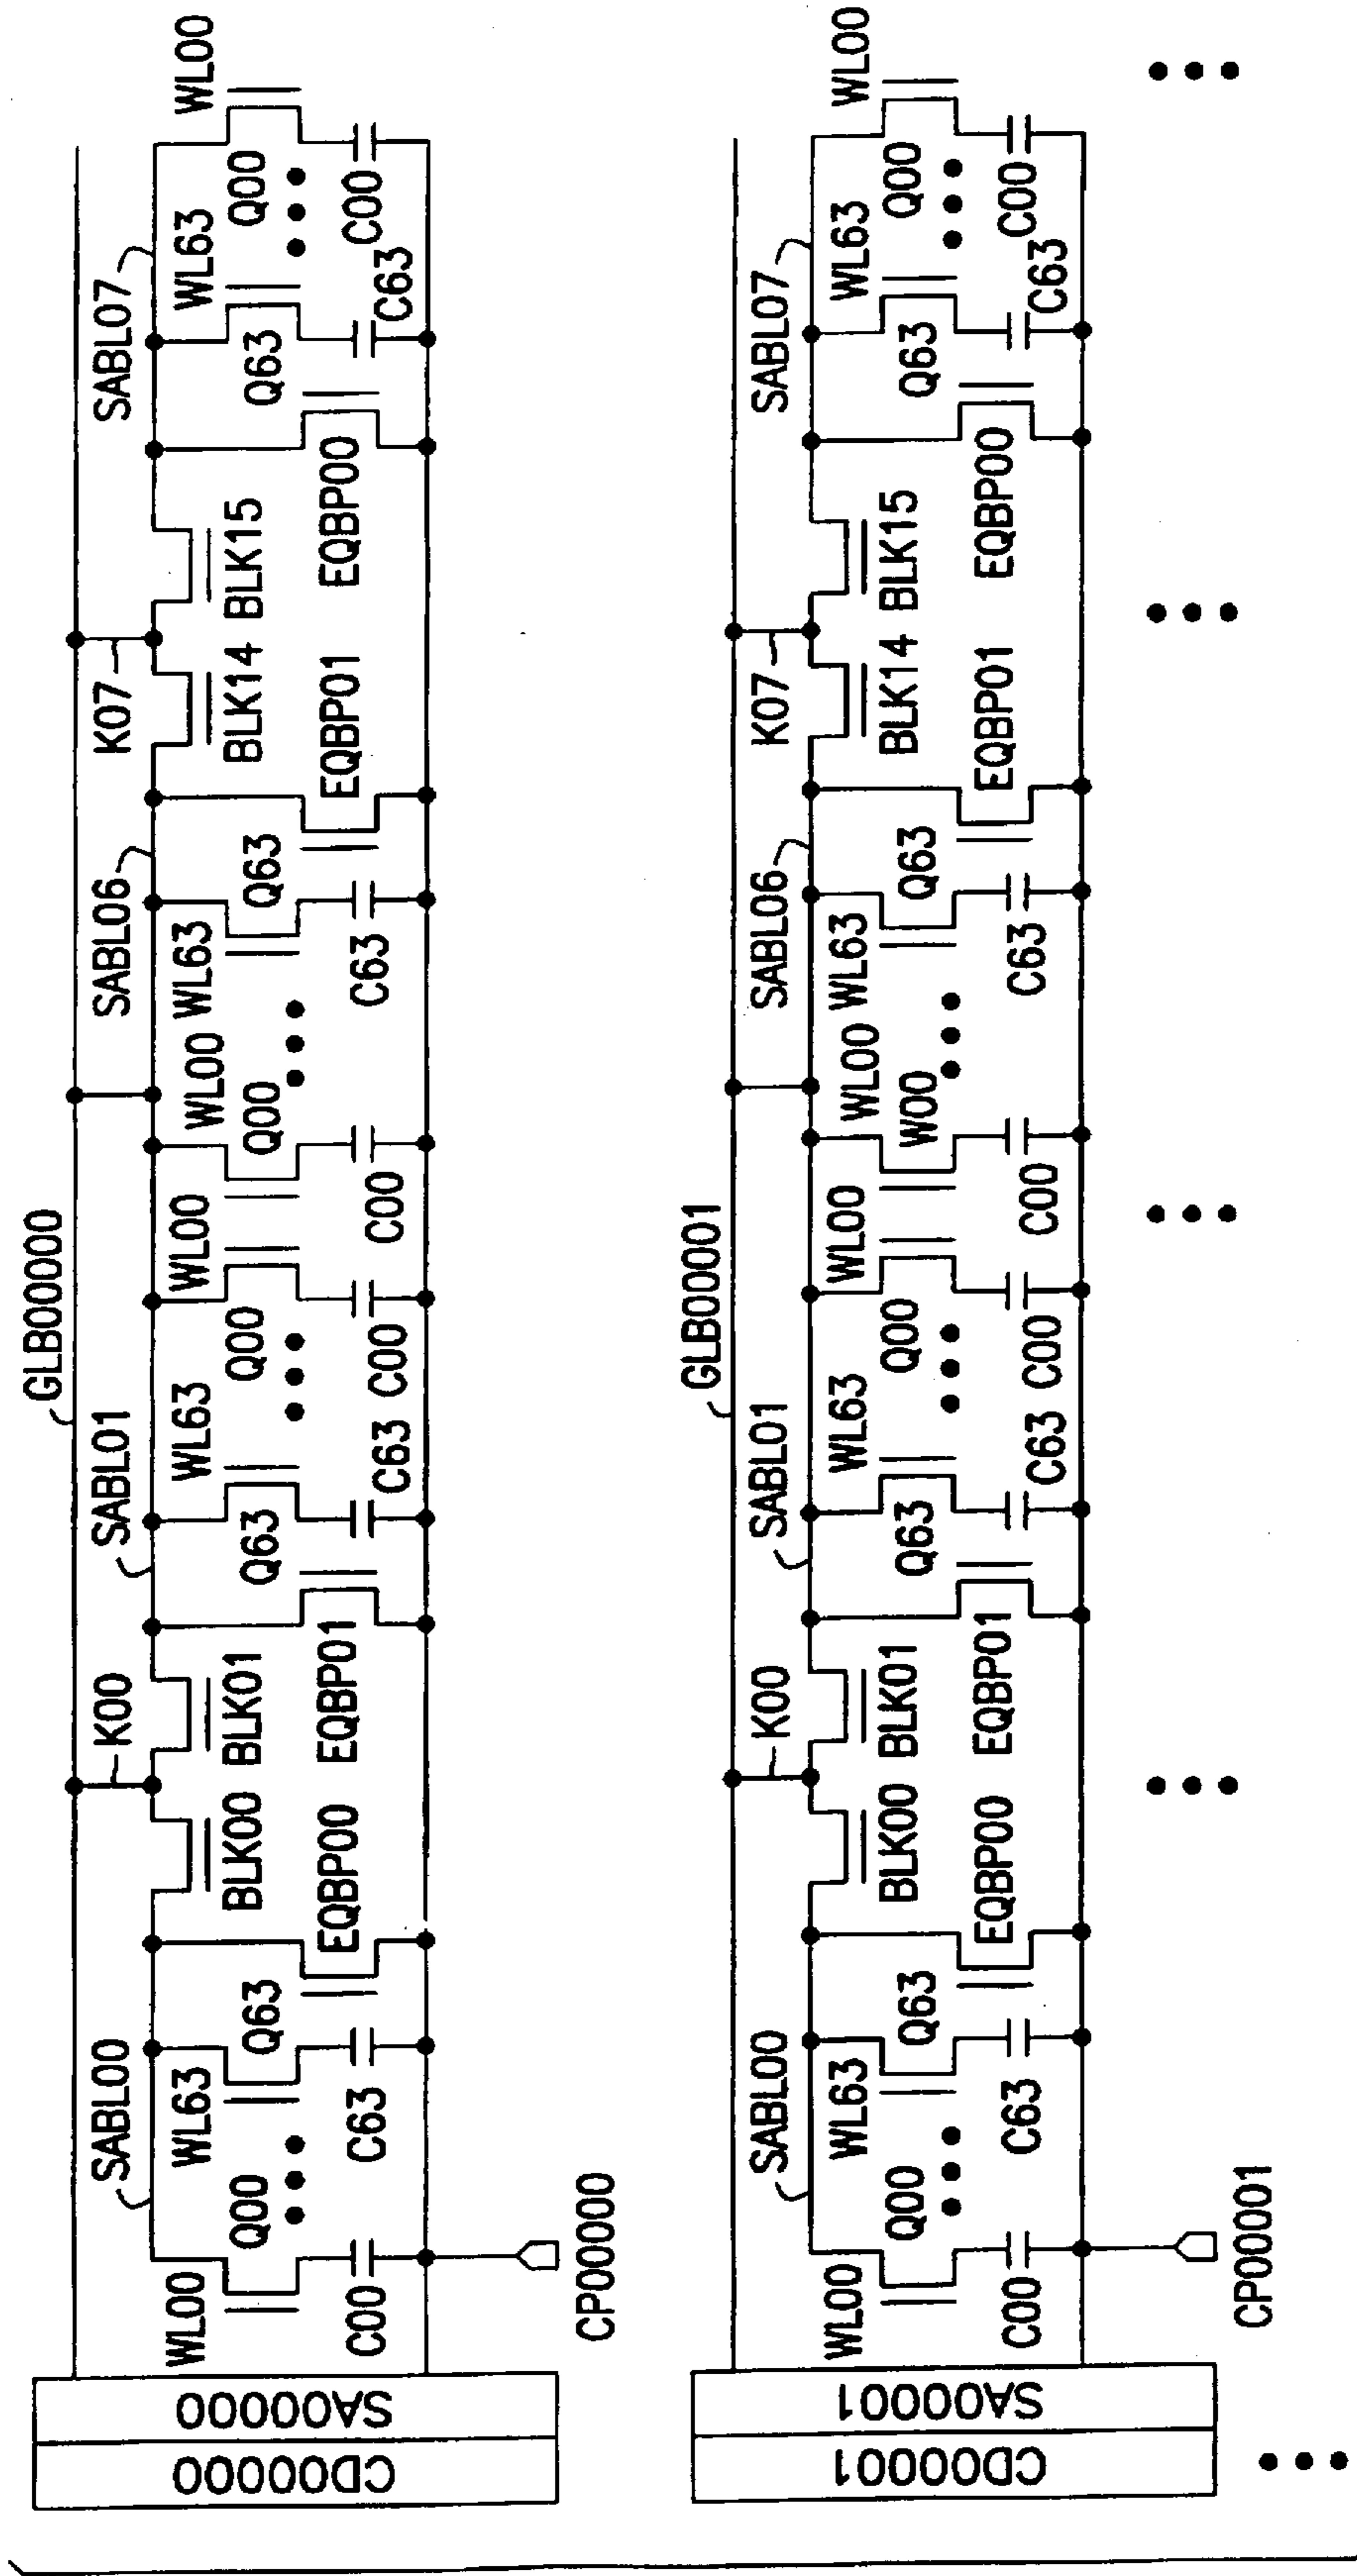 GLB00000
SABL00 K00 SABL01 SABL06 K07 SABL07
WL00 WL63 WL63 WL00 WL00 WL63 WL63 WL00
Q00 Q63 BLK00 BLK01 Q63 Q00 Q00 Q63 BLK14 BLK15 Q63 Q00
EQBP00 EQBP01 EQBP01 EQBP00
C00 C63 C63 C00 C00 C63 C63 C00
CD00000 SA00000
CP00000
GLB00001
SABL00 K00 SABL01 SABL06 K07 SABL07
WL00 WL63 WL63 WL00 WL00 WL63 WL63 WL00
Q00 Q63 BLK00 BLK01 Q63 Q00 W00 Q63 BLK14 BLK15 Q63 Q00
EQBP00 EQBP01 EQBP01 EQBP00
C00 C63 C63 C00 C00 C63 C63 C00
CD00001 SA00001
CP00001